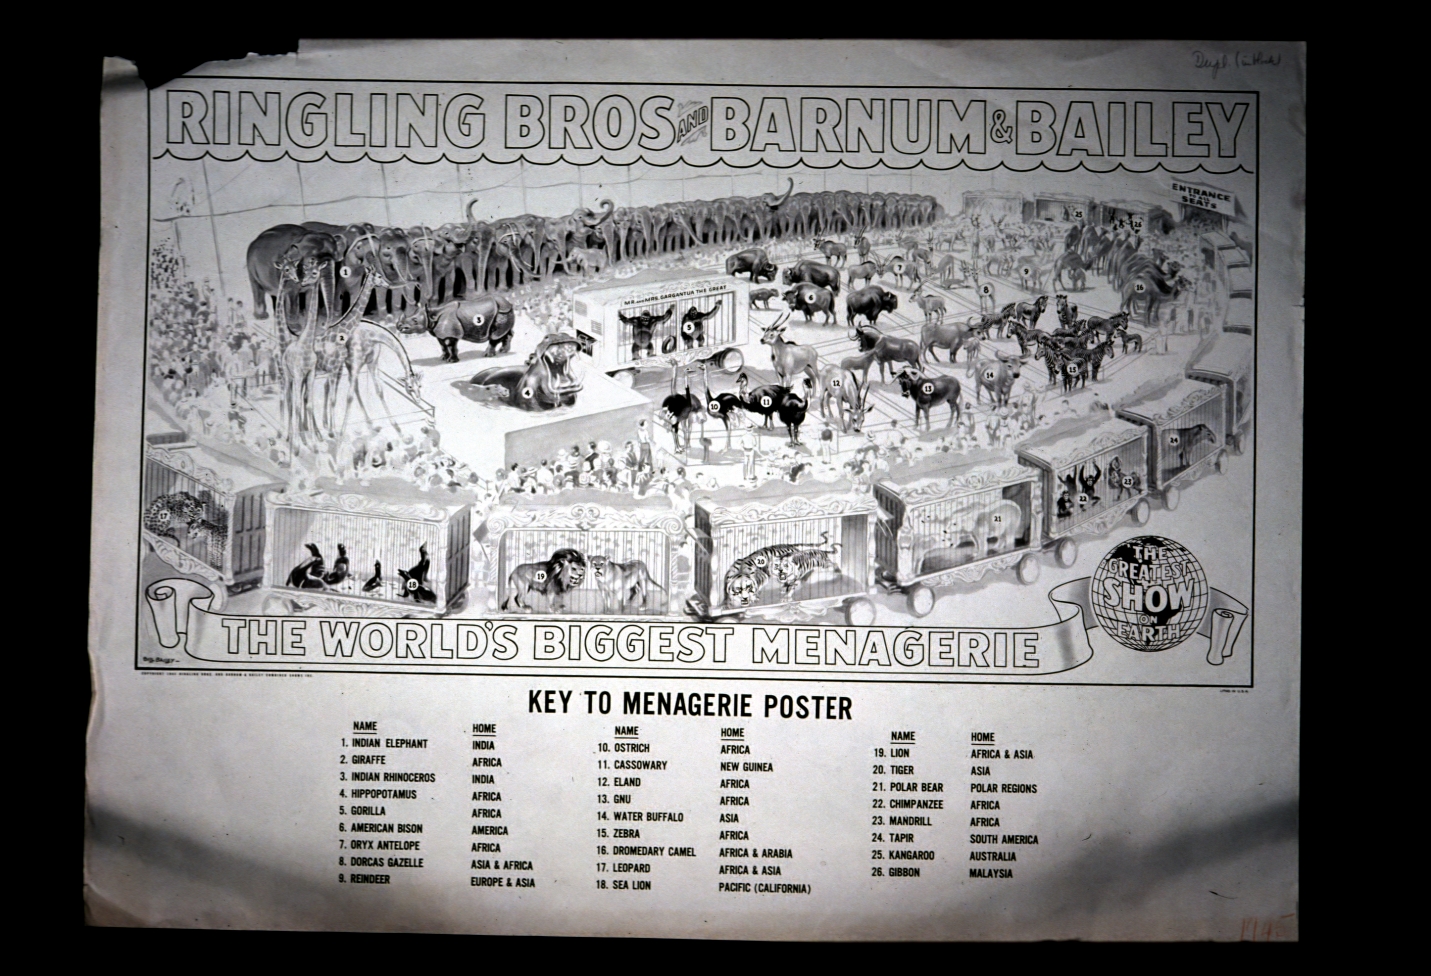 RINGLING BROS AND BARNUM & BAILEY
ENTRANCE
SEATS
MR. AND MRS. GARGANTUA THE GREAT
THE WORLD'S BIGGEST MENAGERIE
THE
GREATEST
SHOW
ON
EARTH
KEY TO MENAGERIE POSTER
NAME HOME
1. INDIAN ELEPHANT INDIA
2. GIRAFFE AFRICA
3. INDIAN RHINOCEROS INDIA
4. HIPPOPOTAMUS AFRICA
5. GORILLA AFRICA
6. AMERICAN BISON AMERICA
7. ORYX ANTELOPE AFRICA
8. DORCAS GAZELLE ASIA & AFRICA
9. REINDEER EUROPE & ASIA
NAME HOME
10. OSTRICH AFRICA
11. CASSOWARY NEW GUINEA
12. ELAND AFRICA
13. GNU AFRICA
14. WATER BUFFALO ASIA
15. ZEBRA AFRICA
16. DROMEDARY CAMEL AFRICA & ARABIA
17. LEOPARD AFRICA & ASIA
18. SEA LION PACIFIC (CALIFORNIA)
NAME HOME
19. LION AFRICA & ASIA
20. TIGER ASIA
21. POLAR BEAR POLAR REGIONS
22. CHIMPANZEE AFRICA
23. MANDRILL AFRICA
24. TAPIR SOUTH AMERICA
25. KANGAROO AUSTRALIA
26. GIBBON MALAYSIA